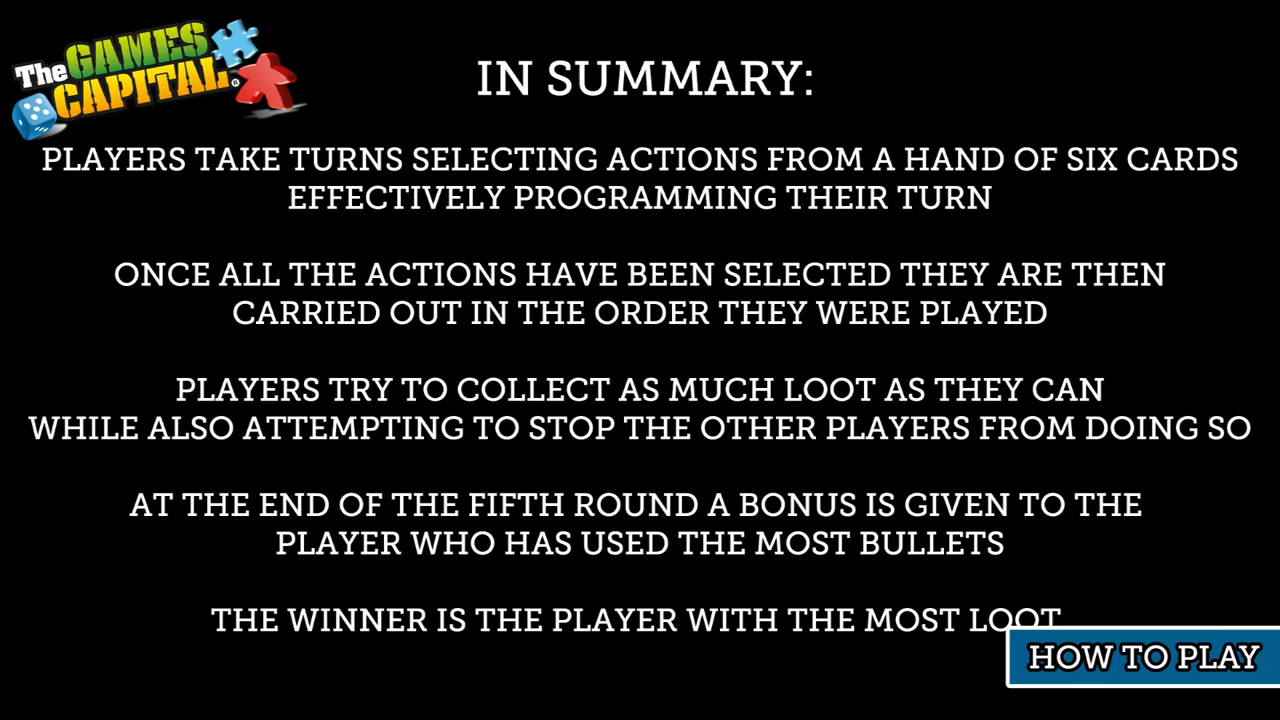 The GAMES
CAPITAL®
IN SUMMARY:
PLAYERS TAKE TURNS SELECTING ACTIONS FROM A HAND OF SIX CARDS
EFFECTIVELY PROGRAMMING THEIR TURN
ONCE ALL THE ACTIONS HAVE BEEN SELECTED THEY ARE THEN
CARRIED OUT IN THE ORDER THEY WERE PLAYED
PLAYERS TRY TO COLLECT AS MUCH LOOT AS THEY CAN
WHILE ALSO ATTEMPTING TO STOP THE OTHER PLAYERS FROM DOING SO
AT THE END OF THE FIFTH ROUND A BONUS IS GIVEN TO THE
PLAYER WHO HAS USED THE MOST BULLETS
THE WINNER IS THE PLAYER WITH THE MOST LOOT
HOW TO PLAY